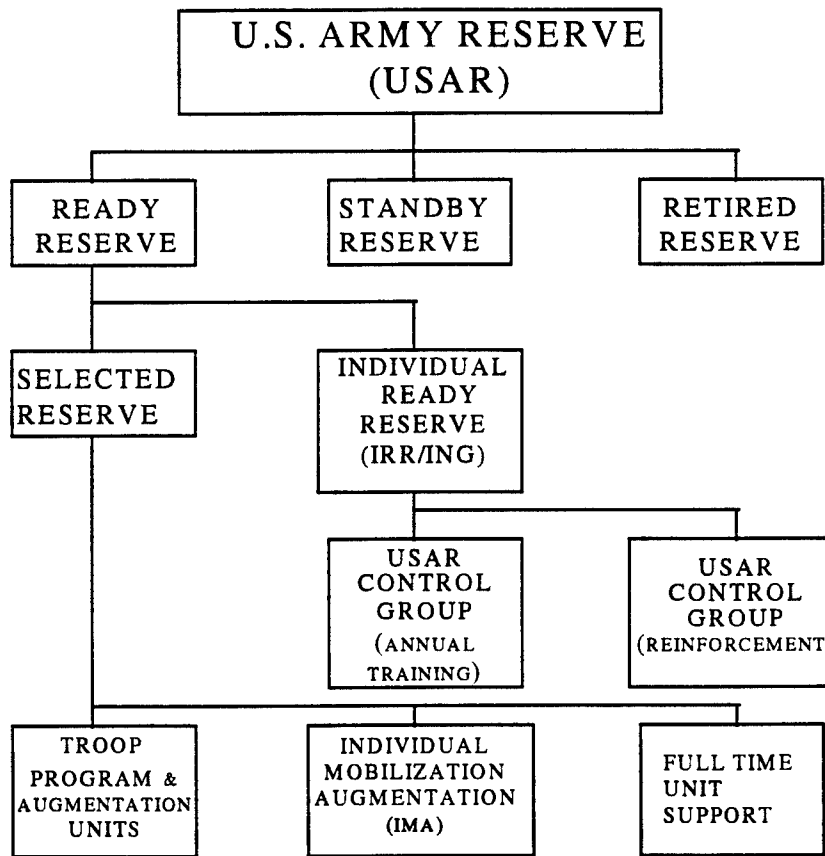 U.S. ARMY RESERVE
(USAR)
READY
RESERVE
STANDBY
RESERVE
RETIRED
RESERVE
SELECTED
RESERVE
INDIVIDUAL
READY
RESERVE
(IRR/ING)
USAR
CONTROL
GROUP
(ANNUAL
TRAINING)
USAR
CONTROL
GROUP
(REINFORCEMENT
TROOP
PROGRAM &
AUGMENTATION
UNITS
INDIVIDUAL
MOBILIZATION
AUGMENTATION
(IMA)
FULL TIME
UNIT
SUPPORT